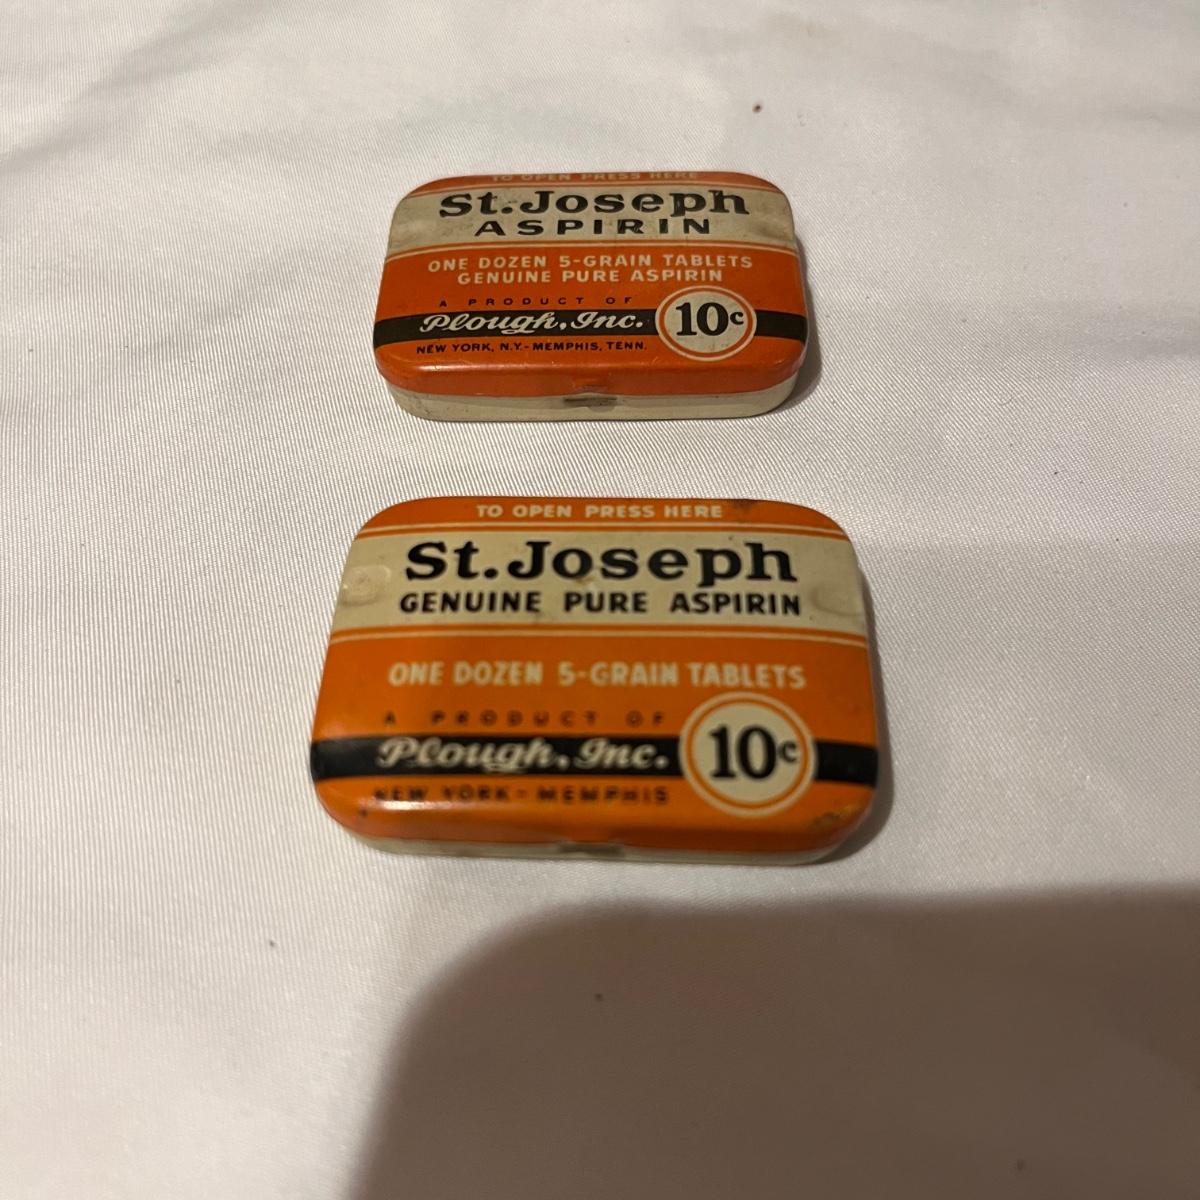 TO OPEN PRESS HERE
St. Joseph
ASPIRIN
ONE DOZEN 5-GRAIN TABLETS
GENUINE PURE ASPIRIN
A PRODUCT OF
Plough, Inc.
10c
NEW YORK, N.Y.-MEMPHIS, TENN.
TO OPEN PRESS HERE
St. Joseph
GENUINE PURE ASPIRIN
ONE DOZEN 5-GRAIN TABLETS
A PRODUCT OF
Plough, Inc.
10c
NEW YORK-MEMPHIS